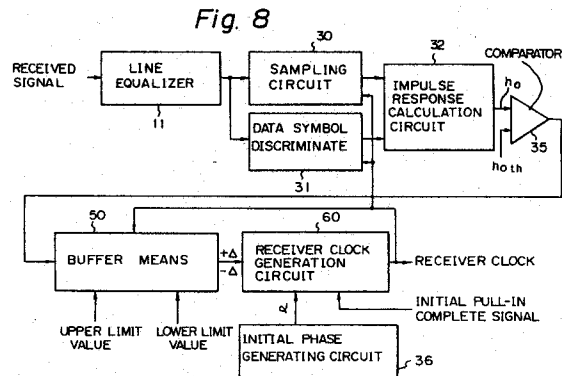 Fig. 8
RECEIVED
SIGNAL
LINE
EQUALIZER
11
30
SAMPLING
CIRCUIT
DATA SYMBOL
DISCRIMINATE
31
32
IMPULSE
RESPONSE
CALCULATION
CIRCUIT
COMPARATOR
ho
35
hoth
50
BUFFER MEANS
+Δ
-Δ
60
RECEIVER CLOCK
GENERATION
CIRCUIT
RECEIVER CLOCK
UPPER LIMIT
VALUE
LOWER LIMIT
VALUE
INITIAL PULL-IN
COMPLETE SIGNAL
INITIAL PHASE
GENERATING CIRCUIT
36